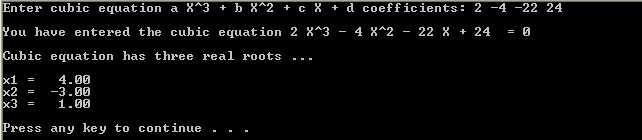 Enter cubic equation a X^3 + b X^2 + c X + d coefficients: 2 -4 -22 24
You have entered the cubic equation 2 X^3 - 4 X^2 - 22 X + 24  = 0
Cubic equation has three real roots ...
x1 =   4.00
x2 =  -3.00
x3 =   1.00
Press any key to continue . . .